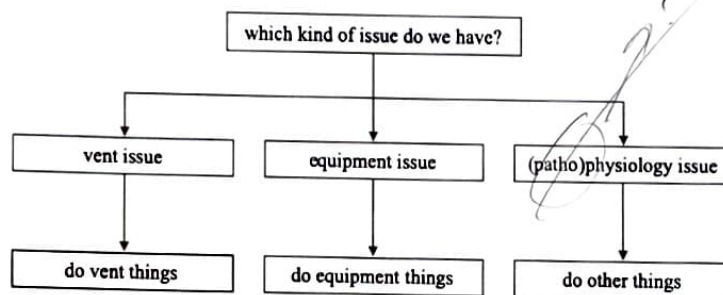 which kind of issue do we have?
vent issue
equipment issue
(patho)physiology issue
do vent things
do equipment things
do other things